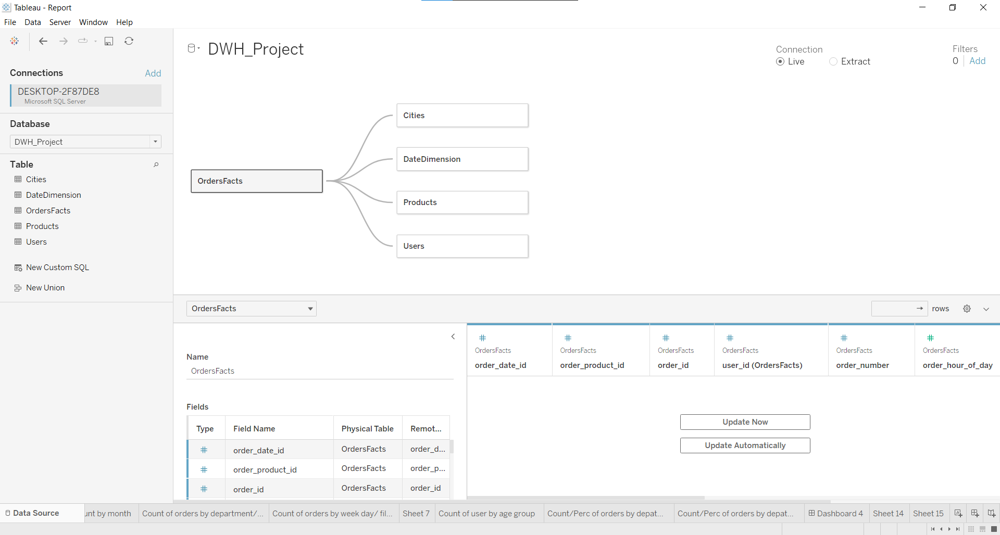 Tableau - Report
File Data Server Window Help
Connections Add
DESKTOP-2F87DE8
Microsoft SQL Server
Database
DWH_Project
Table
Cities
DateDimension
OrdersFacts
Products
Users
New Custom SQL
New Union
DWH_Project
Connection
Live Extract
Filters
0 Add
OrdersFacts
Cities
DateDimension
Products
Users
OrdersFacts
rows
Name
OrdersFacts
Fields
Type Field Name Physical Table Remot...
order_date_id OrdersFacts order_d...
order_product_id OrdersFacts order_p...
order_id OrdersFacts order_id
OrdersFacts OrdersFacts OrdersFacts OrdersFacts OrdersFacts OrdersFacts
order_date_id order_product_id order_id user_id (OrdersFacts) order_number order_hour_of_day
Update Now
Update Automatically
Data Source unt by month Count of orders by department/... Count of orders by week day/ fil... Sheet 7 Count of user by age group Count/Perc of orders by depat... Count/Perc of orders by depat... Dashboard 4 Sheet 14 Sheet 15